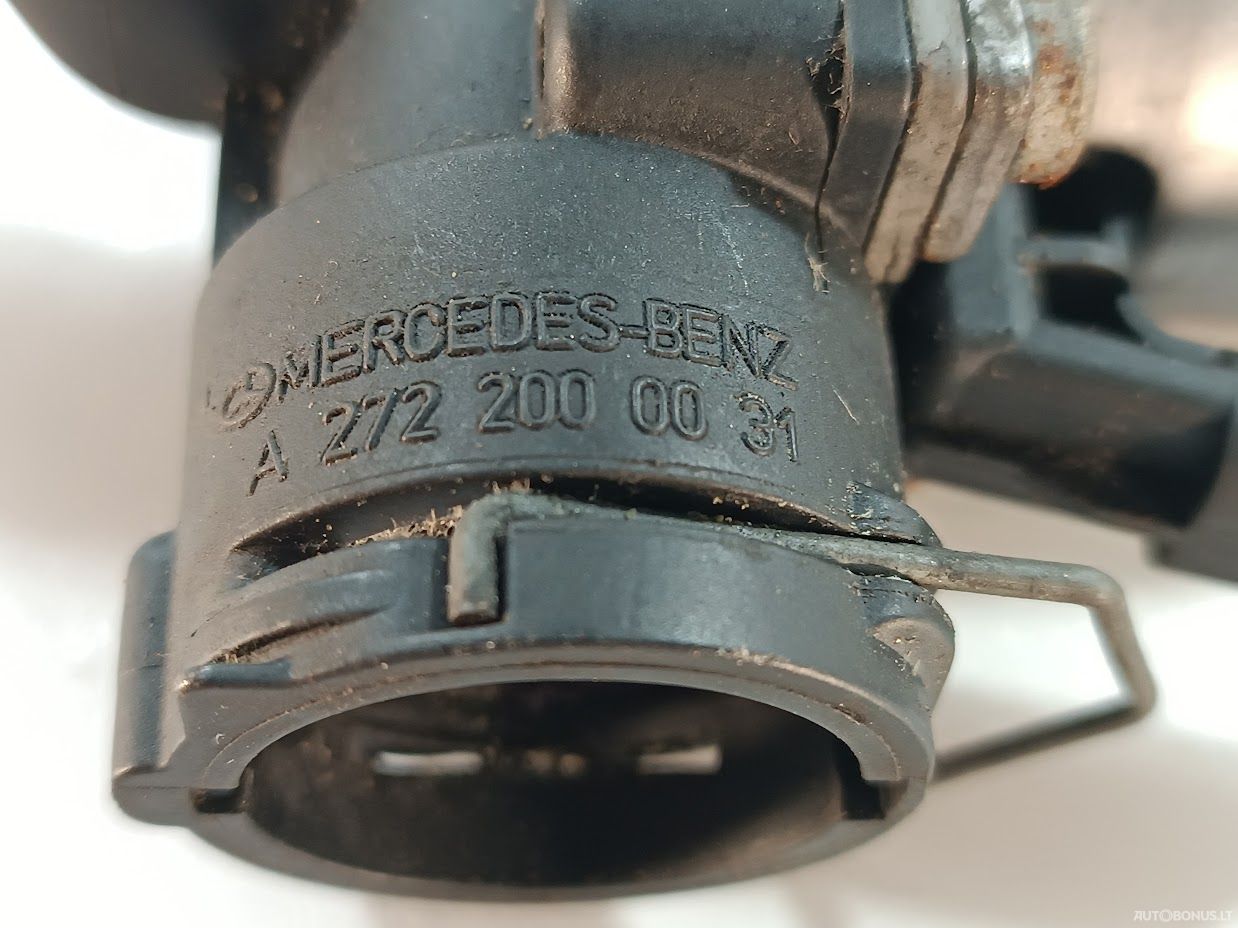 MERCEDES-BENZ
A 272 200 00 31
AUTOBONUS.LT